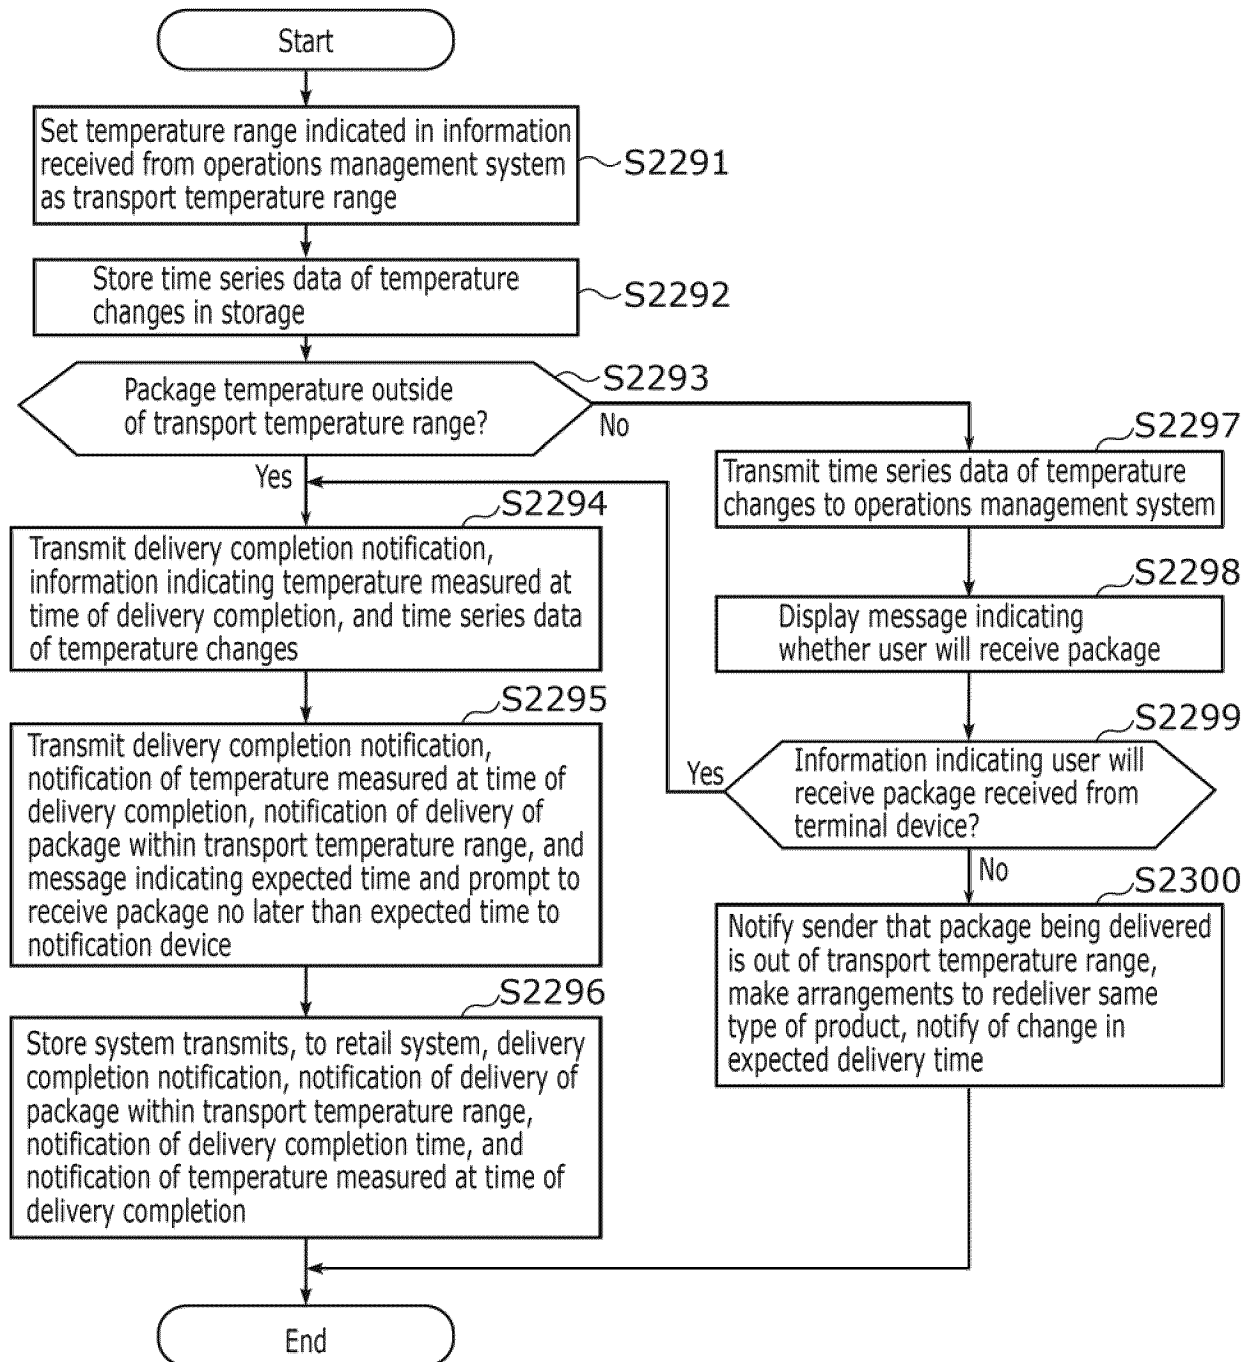 Start
Set temperature range indicated in information
received from operations management system
as transport temperature range
S2291
Store time series data of temperature
changes in storage
S2292
Package temperature outside
of transport temperature range?
S2293
No
Yes
S2294
Transmit delivery completion notification,
information indicating temperature measured at
time of delivery completion, and time series data
of temperature changes
S2295
Transmit delivery completion notification,
notification of temperature measured at time of
delivery completion, notification of delivery of
package within transport temperature range, and
message indicating expected time and prompt to
receive package no later than expected time to
notification device
S2296
Store system transmits, to retail system, delivery
completion notification, notification of delivery of
package within transport temperature range,
notification of delivery completion time, and
notification of temperature measured at time of
delivery completion
S2297
Transmit time series data of temperature
changes to operations management system
S2298
Display message indicating
whether user will receive package
S2299
Information indicating user will
receive package received from
terminal device?
Yes
No
S2300
Notify sender that package being delivered
is out of transport temperature range,
make arrangements to redeliver same
type of product, notify of change in
expected delivery time
End